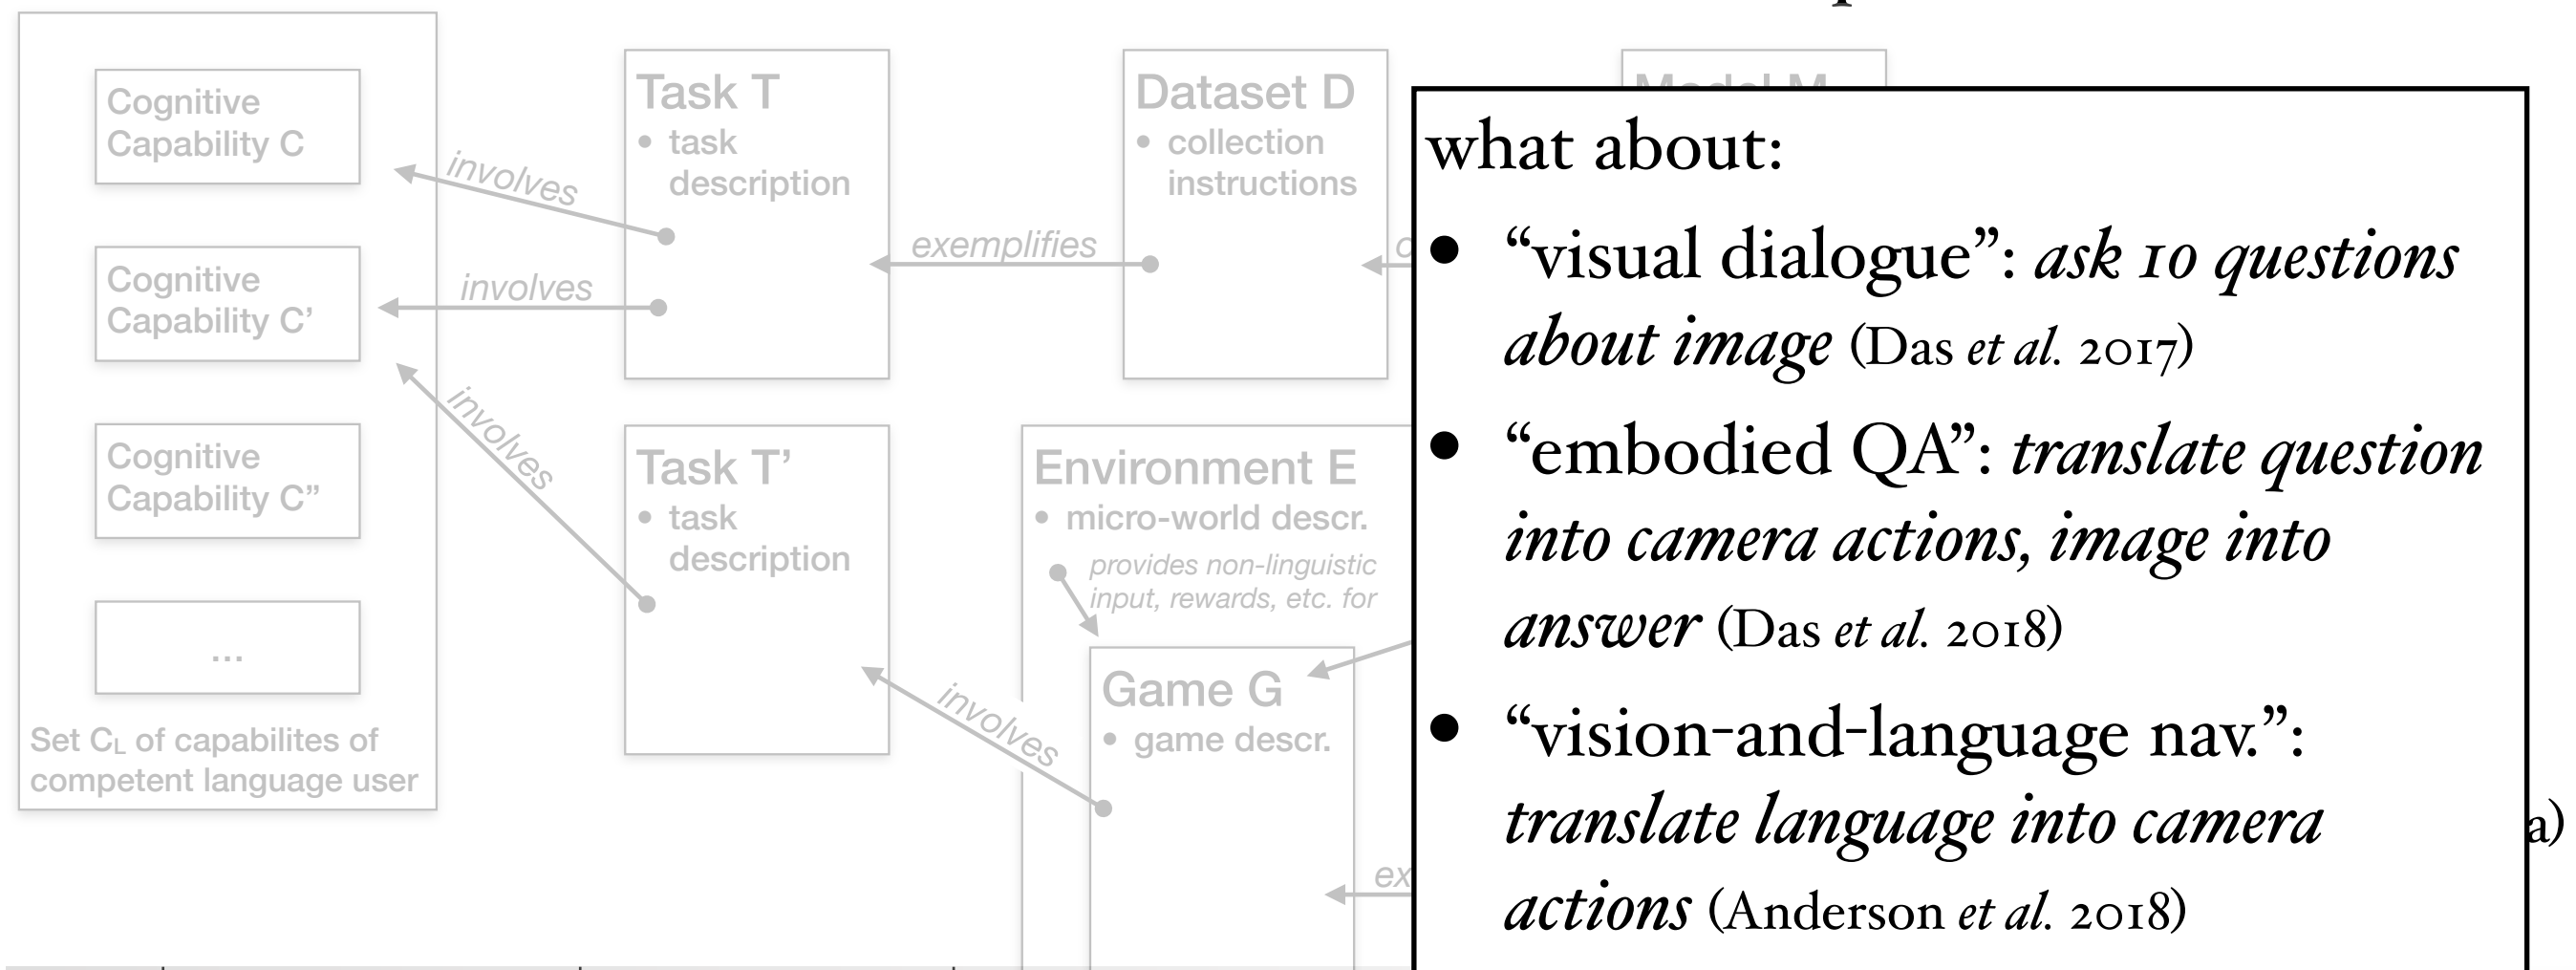 Cognitive
Capability C
Cognitive
Capability C’
Cognitive
Capability C”
...
Set CL of capabilites of
competent language user
involves
involves
involves
Task T
• task
description
Task T’
• task
description
exemplifies
involves
Dataset D
• collection
instructions
Environment E
• micro-world descr.
provides non-linguistic
input, rewards, etc. for
Game G
• game descr.
ex
what about:
• “visual dialogue”: ask 10 questions
about image (Das et al. 2017)
• “embodied QA”: translate question
into camera actions, image into
answer (Das et al. 2018)
• “vision-and-language nav.”:
translate language into camera
actions (Anderson et al. 2018)
a)